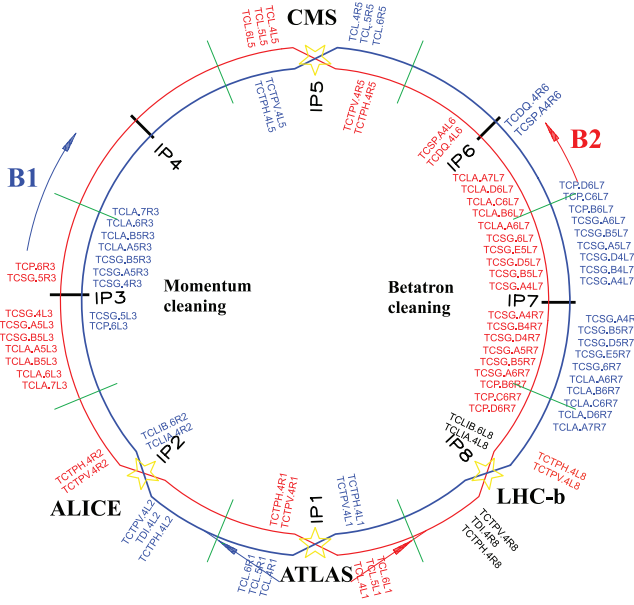 CMS
TCL.6L5
TCL.5L5
TCL.4L5
TCL.4R5
TCL.5R5
TCL.6R5
TCTPV.4L5
TCTPH.4L5
IP5
TCTPV.4R5
TCTPH.4R5
TCSP.A4L6
TCDQ.4L6
IP6
TCDQ.4R6
TCSP.A4R6
IP4
B1
B2
TCLA.A7L7
TCLA.D6L7
TCLA.C6L7
TCLA.B6L7
TCLA.A6L7
TCSG.6L7
TCSG.E5L7
TCSG.D5L7
TCSG.B5L7
TCSG.A4L7
TCP.D6L7
TCP.C6L7
TCP.B6L7
TCSG.A6L7
TCSG.B5L7
TCSG.A5L7
TCSG.D4L7
TCSG.B4L7
TCSG.A4L7
TCLA.7R3
TCLA.6R3
TCLA.B5R3
TCLA.A5R3
TCSG.B5R3
TCSG.A5R3
TCSG.4R3
TCP.6R3
TCSG.5R3
IP3
Momentum
cleaning
Betatron
cleaning
IP7
TCSG.5L3
TCP.6L3
TCSG.4L3
TCSG.A5L3
TCSG.B5L3
TCLA.A5L3
TCLA.B5L3
TCLA.6L3
TCLA.7L3
TCSG.A4R7
TCSG.B4R7
TCSG.D4R7
TCSG.A5R7
TCSG.B5R7
TCSG.A6R7
TCP.B6R7
TCP.C6R7
TCP.D6R7
TCSG.A4R
TCSG.B5R7
TCSG.D5R7
TCSG.E5R7
TCSG.6R7
TCLA.A6R7
TCLA.B6R7
TCLA.C6R7
TCLA.D6R7
TCLA.A7R7
TCLIB.6R2
TCLIA.4R2
IP2
TCTPH.4R2
TCTPV.4R2
ALICE
TCTPV.4L2
TDI.4L2
TCTPH.4L2
TCLIB.6L8
TCLIA.4L8
IP8
TCTPH.4L8
TCTPV.4L8
LHC-b
TCTPV.4R8
TDI.4R8
TCTPH.4R8
TCTPH.4R1
TCTPV.4R1
IP1
TCTPH.4L1
TCTPV.4L1
TCL.6R1
TCL.5R1
TCL.4R1
ATLAS
TCL.6L1
TCL.5L1
TCL.4L1